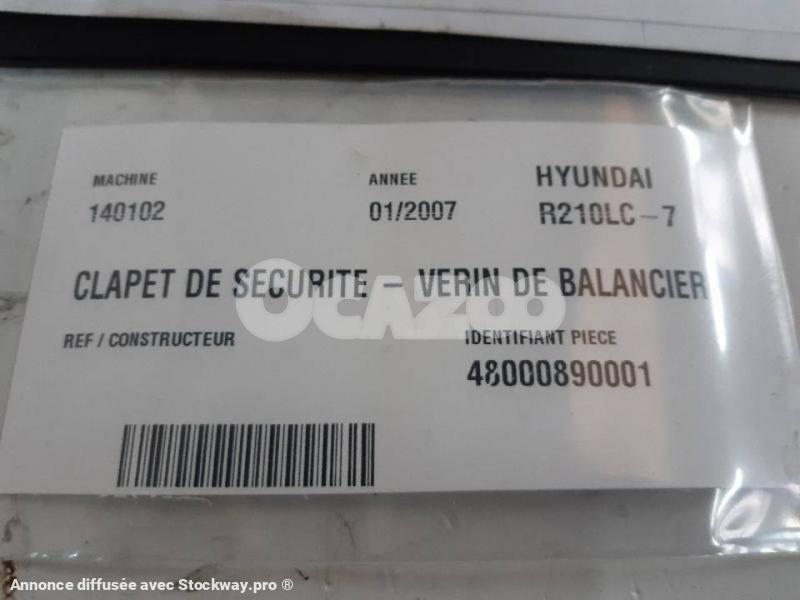 MACHINE ANNEE HYUNDAI
140102 01/2007 R210LC-7
CLAPET DE SECURITE - VERIN DE BALANCIER
OCAZOO
REF / CONSTRUCTEUR IDENTIFIANT PIECE
48000890001
Annonce diffusée avec Stockway.pro ®